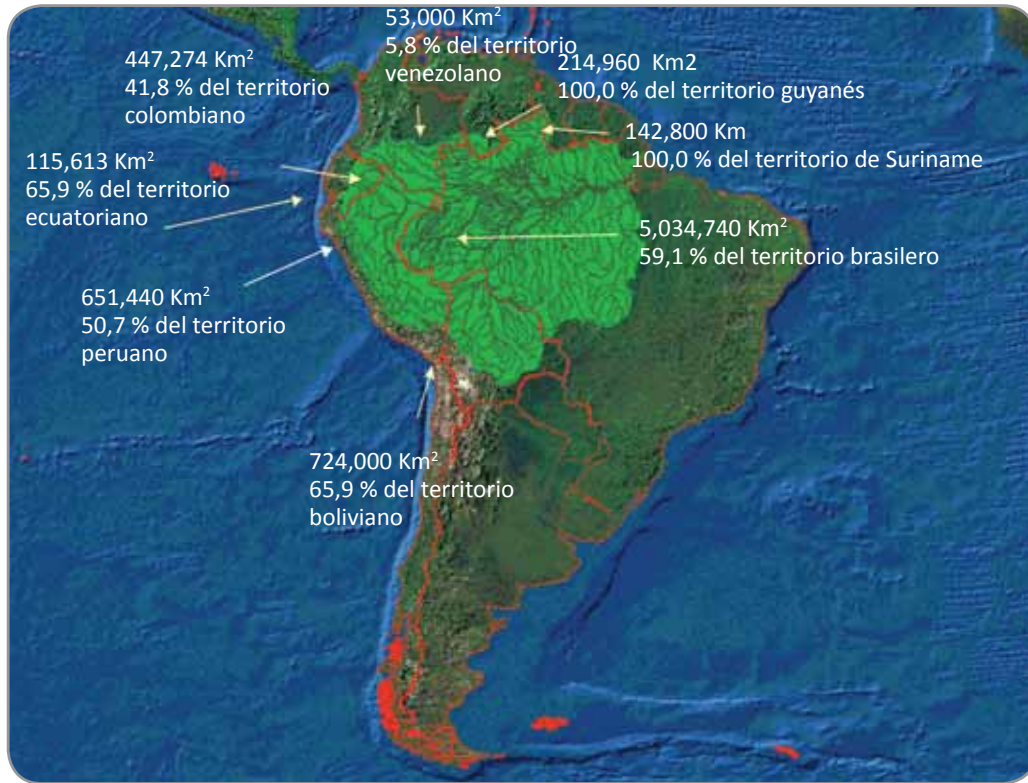 53,000 Km²
5,8 % del territorio
venezolano
447,274 Km²
41,8 % del territorio
colombiano
214,960 Km2
100,0 % del territorio guyanés
142,800 Km
100,0 % del territorio de Suriname
115,613 Km²
65,9 % del territorio
ecuatoriano
5,034,740 Km²
59,1 % del territorio brasilero
651,440 Km²
50,7 % del territorio
peruano
724,000 Km²
65,9 % del territorio
boliviano